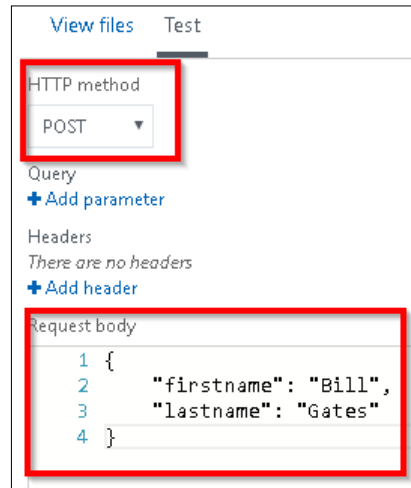 View files Test
HTTP method
POST
Query
+ Add parameter
Headers
There are no headers
+ Add header
Request body
1 {
2 "firstname": "Bill",
3 "lastname": "Gates"
4 }